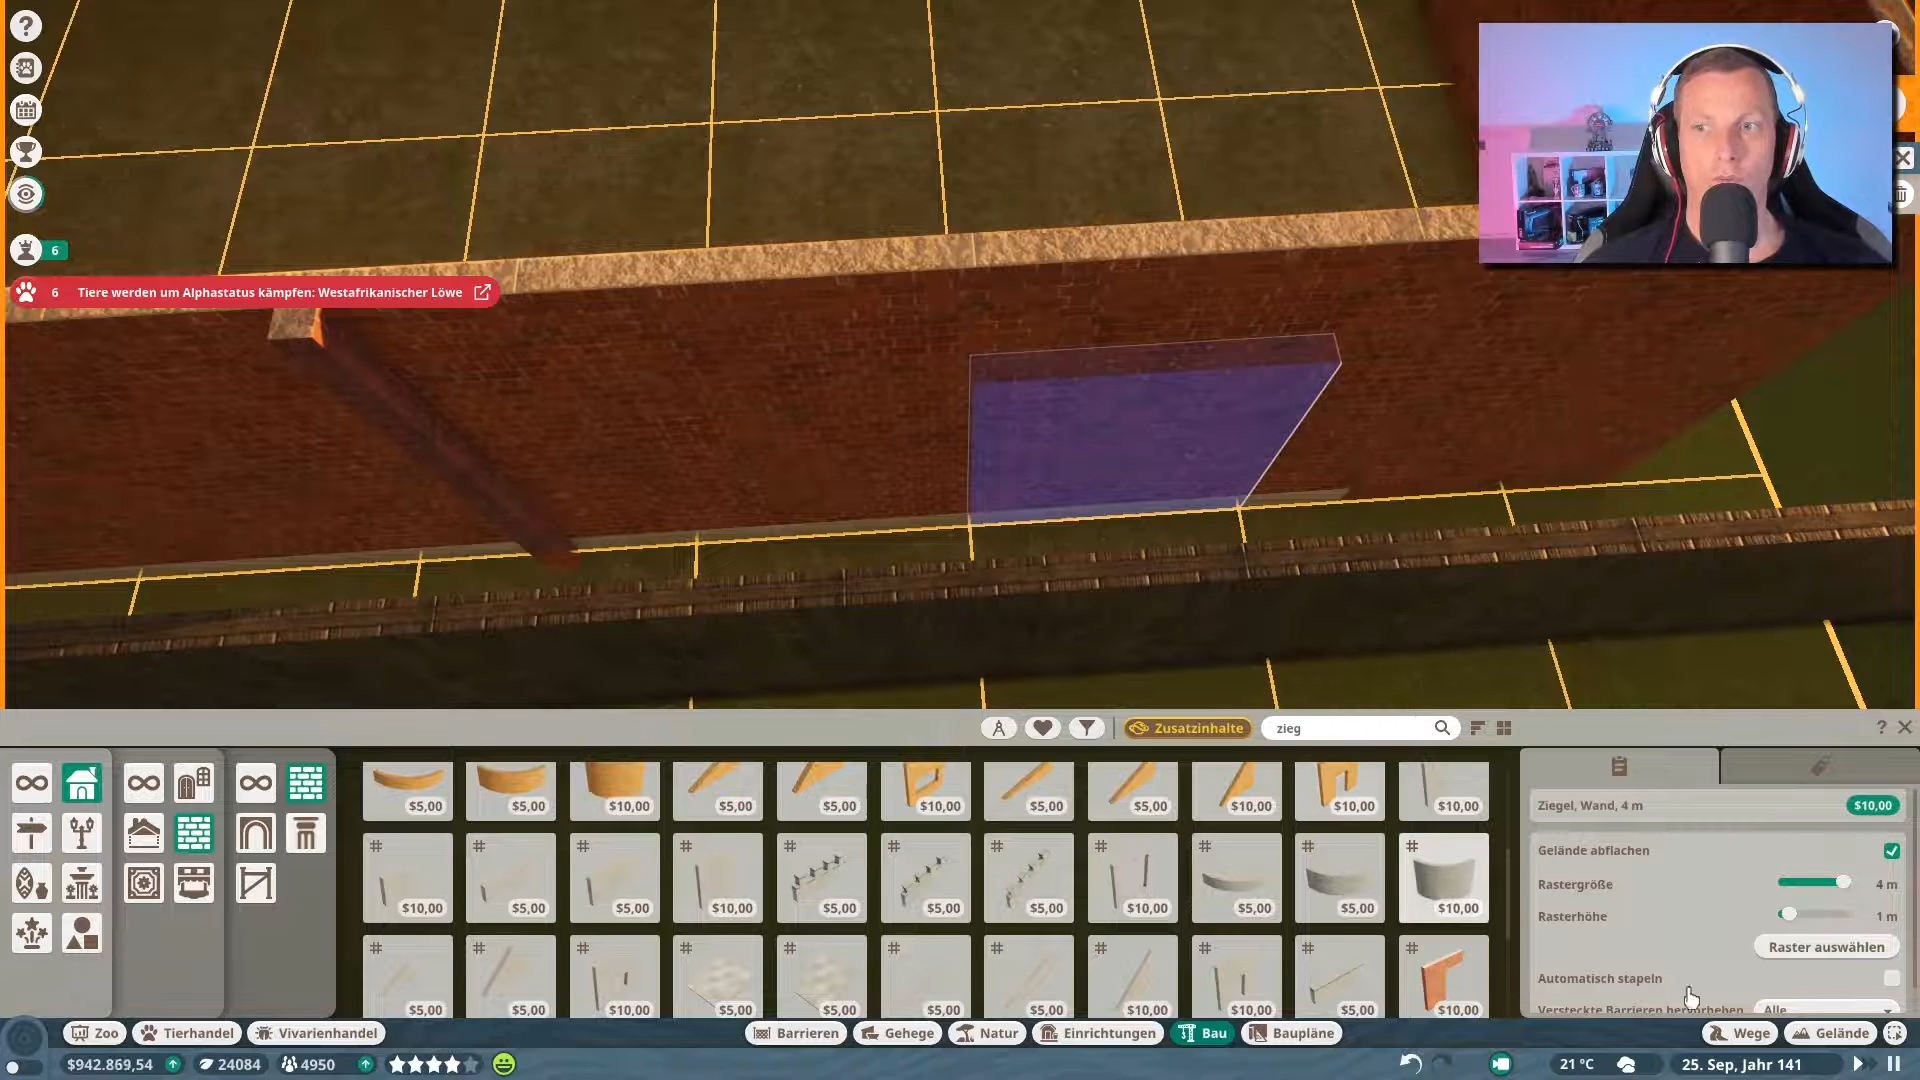 6
6 Tiere werden um Alphastatus kämpfen: Westafrikanischer Löwe
Zusatzinhalte
zieg
?
$5,00 $5,00 $10,00 $5,00 $5,00 $10,00 $5,00 $5,00 $10,00 $10,00 $10,00
$10,00 $5,00 $5,00 $10,00 $5,00 $5,00 $5,00 $10,00 $5,00 $5,00 $10,00
$5,00 $5,00 $10,00 $5,00 $5,00 $5,00 $5,00 $10,00 $10,00 $5,00 $10,00
Ziegel, Wand, 4 m $10,00
Gelände abflachen
Rastergröße 4 m
Rasterhöhe 1 m
Raster auswählen
Automatisch stapeln
Versteckte Barrieren hervorheben Alle
Zoo Tierhandel Vivarienhandel Barrieren Gehege Natur Einrichtungen Bau Baupläne Wege Gelände
$942.869,54 24084 4950 21 °C 25. Sep, Jahr 141